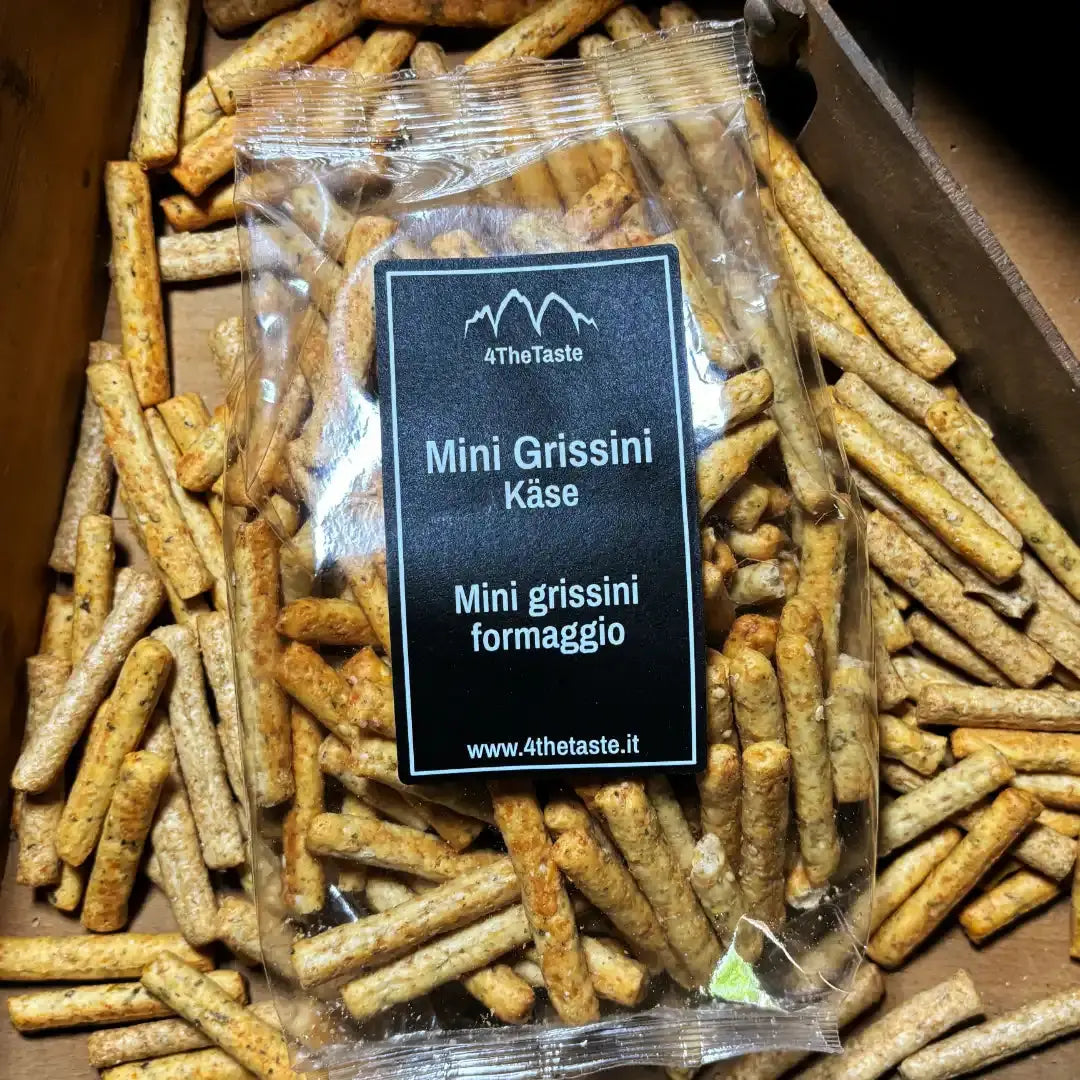 4TheTaste
Mini Grissini
Käse
Mini grissini
formaggio
www.4thetaste.it